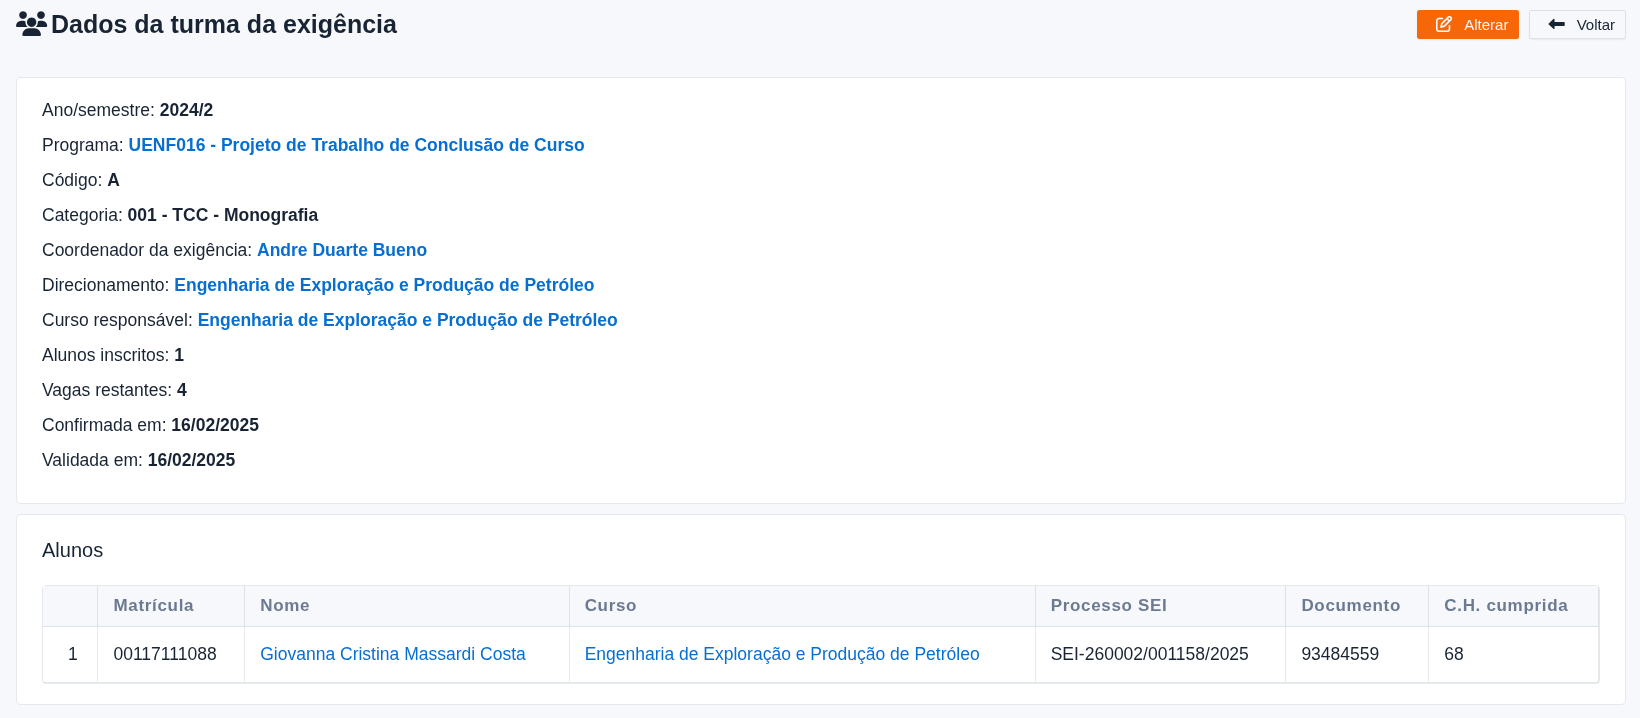 Dados da turma da exigência
Alterar
Voltar
Ano/semestre: 2024/2
Programa: UENF016 - Projeto de Trabalho de Conclusão de Curso
Código: A
Categoria: 001 - TCC - Monografia
Coordenador da exigência: Andre Duarte Bueno
Direcionamento: Engenharia de Exploração e Produção de Petróleo
Curso responsável: Engenharia de Exploração e Produção de Petróleo
Alunos inscritos: 1
Vagas restantes: 4
Confirmada em: 16/02/2025
Validada em: 16/02/2025
Alunos
Matrícula Nome Curso Processo SEI Documento C.H. cumprida
1 00117111088 Giovanna Cristina Massardi Costa Engenharia de Exploração e Produção de Petróleo SEI-260002/001158/2025 93484559 68